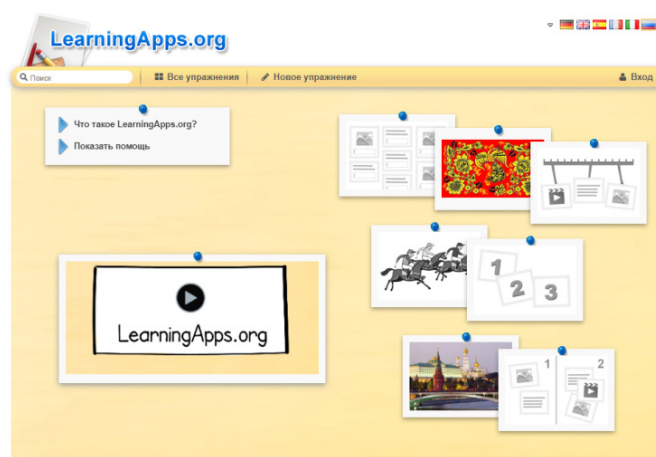 LearningApps.org
Поиск
Все упражнения
Новое упражнение
Вход
Что такое LearningApps.org?
Показать помощь
LearningApps.org
1
2
3
1
2